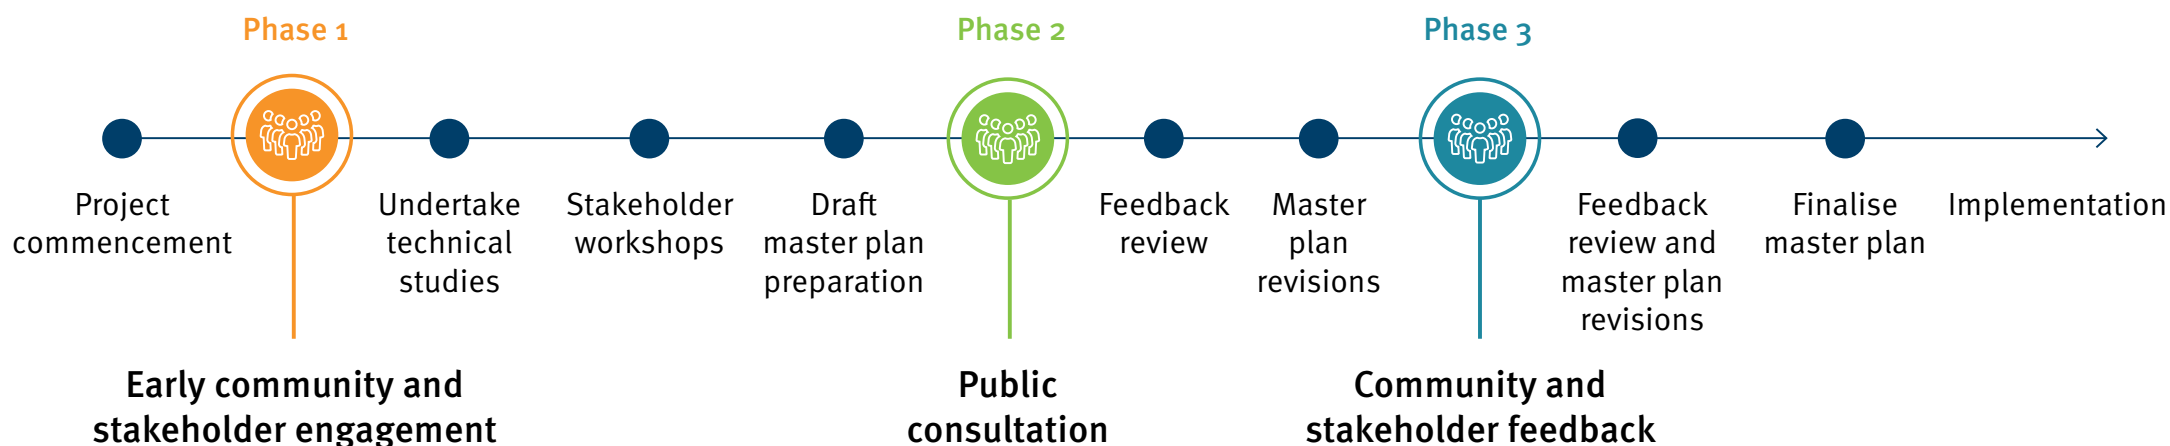 Phase 1
Phase 2
Phase 3
Project
commencement
Undertake
technical
studies
Stakeholder
workshops
Draft
master plan
preparation
Feedback
review
Master
plan
revisions
Feedback
review and
master plan
revisions
Finalise
master plan
Implementation
Early community and
stakeholder engagement
Public
consultation
Community and
stakeholder feedback